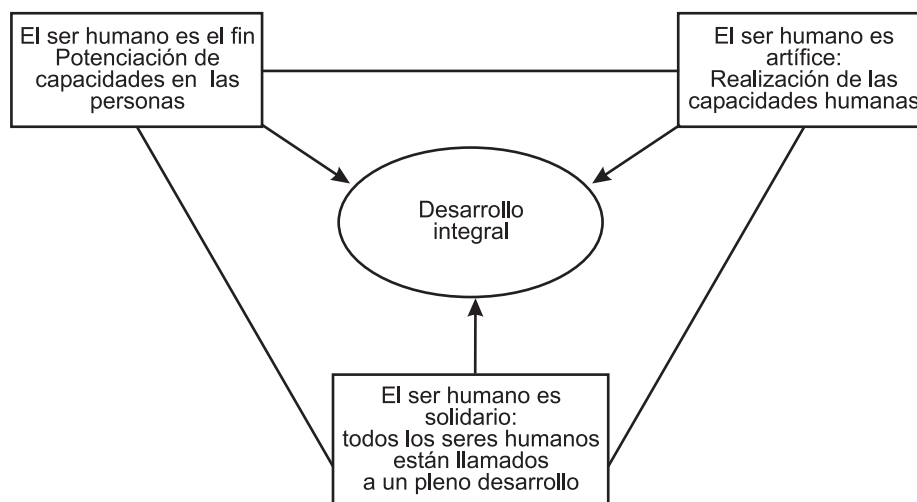 El ser humano es el fin
Potenciación de
capacidades en las
personas
El ser humano es
artífice:
Realización de las
capacidades humanas
Desarrollo
integral
El ser humano es
solidario:
todos los seres humanos
están llamados
a un pleno desarrollo